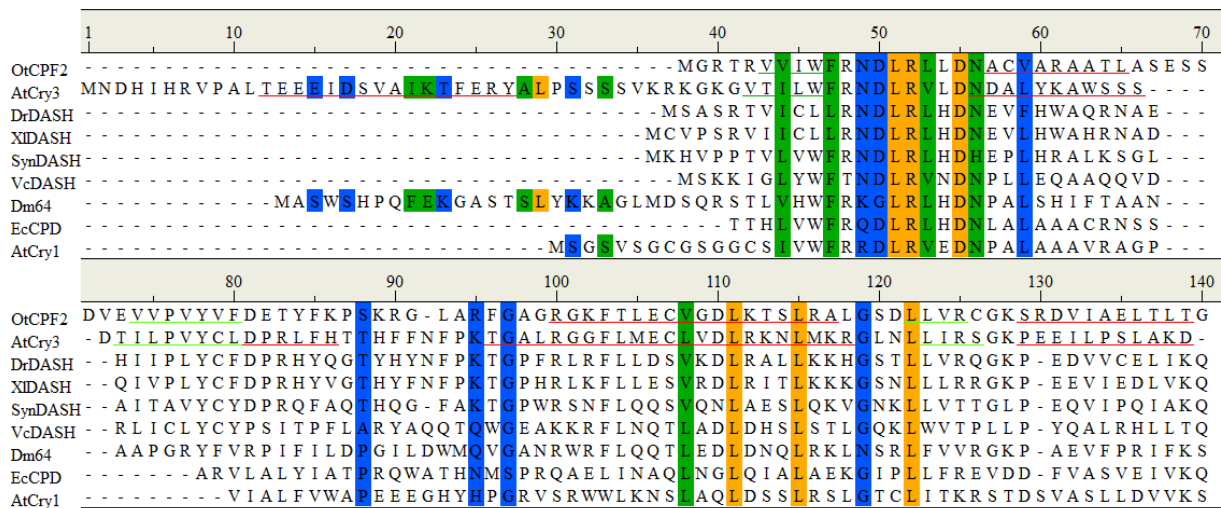 1 10 20 30 40 50 60 70
OtCPF2 - - - - - - - - - - - - - - - - - - - - - - - - - - - - - - - - - - - - - M G R T R V V I W F R N D L R L L D N A C V A R A A T L A S E S S
AtCry3 M N D H I H R V P A L T E E E I D S V A I K T F E R Y A L P S S S S V K R K G K G V T I L W F R N D L R V L D N D A L Y K A W S S S - - - -
DrDASH - - - - - - - - - - - - - - - - - - - - - - - - - - - - - - - - - - - - M S A S R T V I C L L R N D L R L H D N E V F H W A Q R N A E - - -
XlDASH - - - - - - - - - - - - - - - - - - - - - - - - - - - - - - - - - - - M C V P S R V I I C L L R N D L R L H D N E V L H W A H R N A D - - -
SynDASH - - - - - - - - - - - - - - - - - - - - - - - - - - - - - - - - - - - M K H V P P T V L V W F R N D L R L H D H E P L H R A L K S G L - - -
VcDASH - - - - - - - - - - - - - - - - - - - - - - - - - - - - - - - - - - - - - M S K K I G L Y W F T N D L R V N D N P L L E Q A A Q Q V D - - -
Dm64 - - - - - - - - - - - - M A S W S H P Q F E K G A S T S L Y K K A G L M D S Q R S T L V H W F R K G L R L H D N P A L S H I F T A A N - - -
EcCPD - - - - - - - - - - - - - - - - - - - - - - - - - - - - - - - - - - - - - - - - T T H L V W F R Q D L R L H D N L A L A A A C R N S S - - -
AtCry1 - - - - - - - - - - - - - - - - - - - - - - - - - - - - - M S G S V S G C G S G G C S I V W F R R D L R V E D N P A L A A A V R A G P - - -
80 90 100 110 120 130 140
OtCPF2 D V E V V P V Y V F D E T Y F K P S K R G - L A R F G A G R G K F T L E C V G D L K T S L R A L G S D L L V R C G K S R D V I A E L T L T G
AtCry3 - D T I L P V Y C L D P R L F H T T H F F N F P K T G A L R G G F L M E C L V D L R K N L M K R G L N L L I R S G K P E E I L P S L A K D -
DrDASH - - H I I P L Y C F D P R H Y Q G T Y H Y N F P K T G P F R L R F L L D S V K D L R A L L K K H G S T L L V R Q G K P - E D V V C E L I K Q
XlDASH - - Q I V P L Y C F D P R H Y V G T H Y F N F P K T G P H R L K F L L E S V R D L R I T L K K K G S N L L L R R G K P - E E V I E D L V K Q
SynDASH - - A I T A V Y C Y D P R Q F A Q T H Q G - F A K T G P W R S N F L Q Q S V Q N L A E S L Q K V G N K L L V T T G L P - E Q V I P Q I A K Q
VcDASH - - R L I C L Y C Y P S I T P F L A R Y A Q Q T Q W G E A K K R F L N Q T L A D L D H S L S T L G Q K L W V T P L L P - Y Q A L R H L L T Q
Dm64 - - A A P G R Y F V R P I F I L D P G I L D W M Q V G A N R W R F L Q Q T L E D L D N Q L R K L N S R L F V V R G K P - A E V F P R I F K S
EcCPD - - - - - - - A R V L A L Y I A T P R Q W A T H N M S P R Q A E L I N A Q L N G L Q I A L A E K G I P L L F R E V D D - F V A S V E I V K Q
AtCry1 - - - - - - - - - V I A L F V W A P E E E G H Y H P G R V S R W W L K N S L A Q L D S S L R S L G T C L I T K R S T D S V A S L L D V V K S